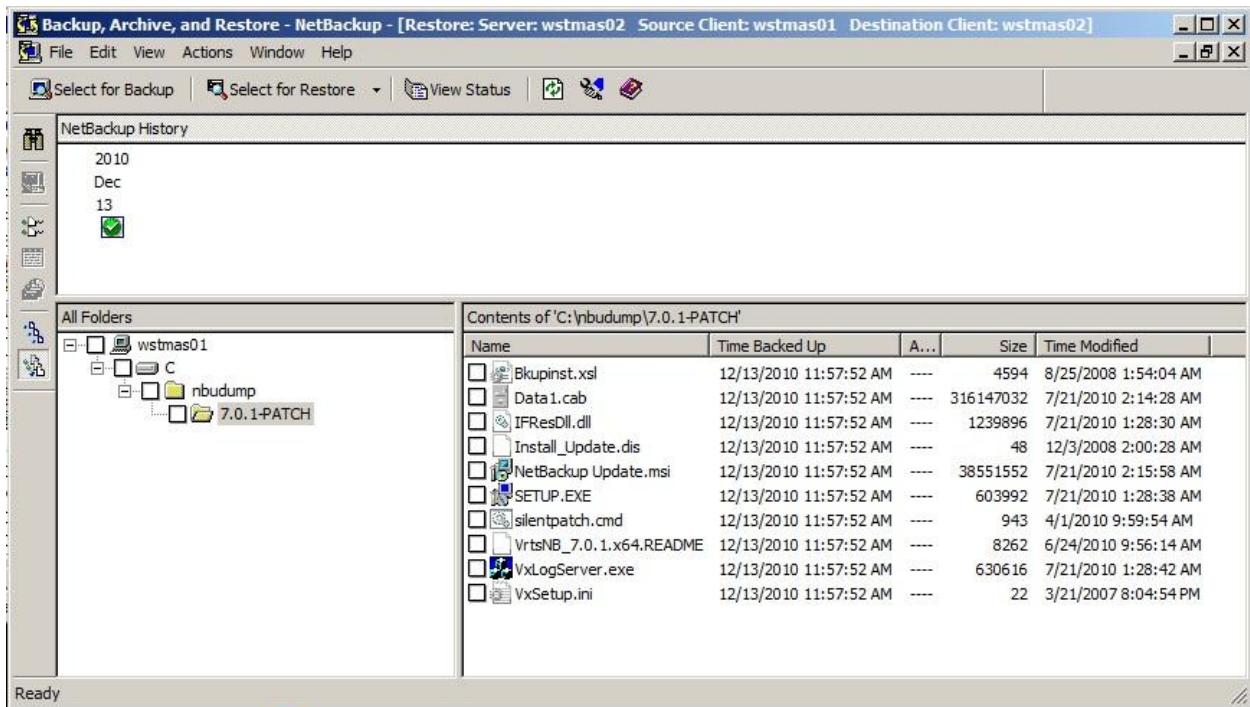 Backup, Archive, and Restore - NetBackup - [Restore: Server: wstmas02 Source Client: wstmas01 Destination Client: wstmas02]
File Edit View Actions Window Help
Select for Backup Select for Restore View Status
NetBackup History
2010
Dec
13
All Folders
wstmas01
C
nbudump
7.0.1-PATCH
Contents of 'C:\nbudump\7.0.1-PATCH'
Name Time Backed Up A... Size Time Modified
Bkupinst.xsl 12/13/2010 11:57:52 AM ---- 4594 8/25/2008 1:54:04 AM
Data1.cab 12/13/2010 11:57:52 AM ---- 316147032 7/21/2010 2:14:28 AM
IFResDll.dll 12/13/2010 11:57:52 AM ---- 1239896 7/21/2010 1:28:30 AM
Install_Update.dis 12/13/2010 11:57:52 AM ---- 48 12/3/2008 2:00:28 AM
NetBackup Update.msi 12/13/2010 11:57:52 AM ---- 38551552 7/21/2010 2:15:58 AM
SETUP.EXE 12/13/2010 11:57:52 AM ---- 603992 7/21/2010 1:28:38 AM
silentpatch.cmd 12/13/2010 11:57:52 AM ---- 943 4/1/2010 9:59:54 AM
VrtsNB_7.0.1.x64.README 12/13/2010 11:57:52 AM ---- 8262 6/24/2010 9:56:14 AM
VxLogServer.exe 12/13/2010 11:57:52 AM ---- 630616 7/21/2010 1:28:42 AM
VxSetup.ini 12/13/2010 11:57:52 AM ---- 22 3/21/2007 8:04:54 PM
Ready